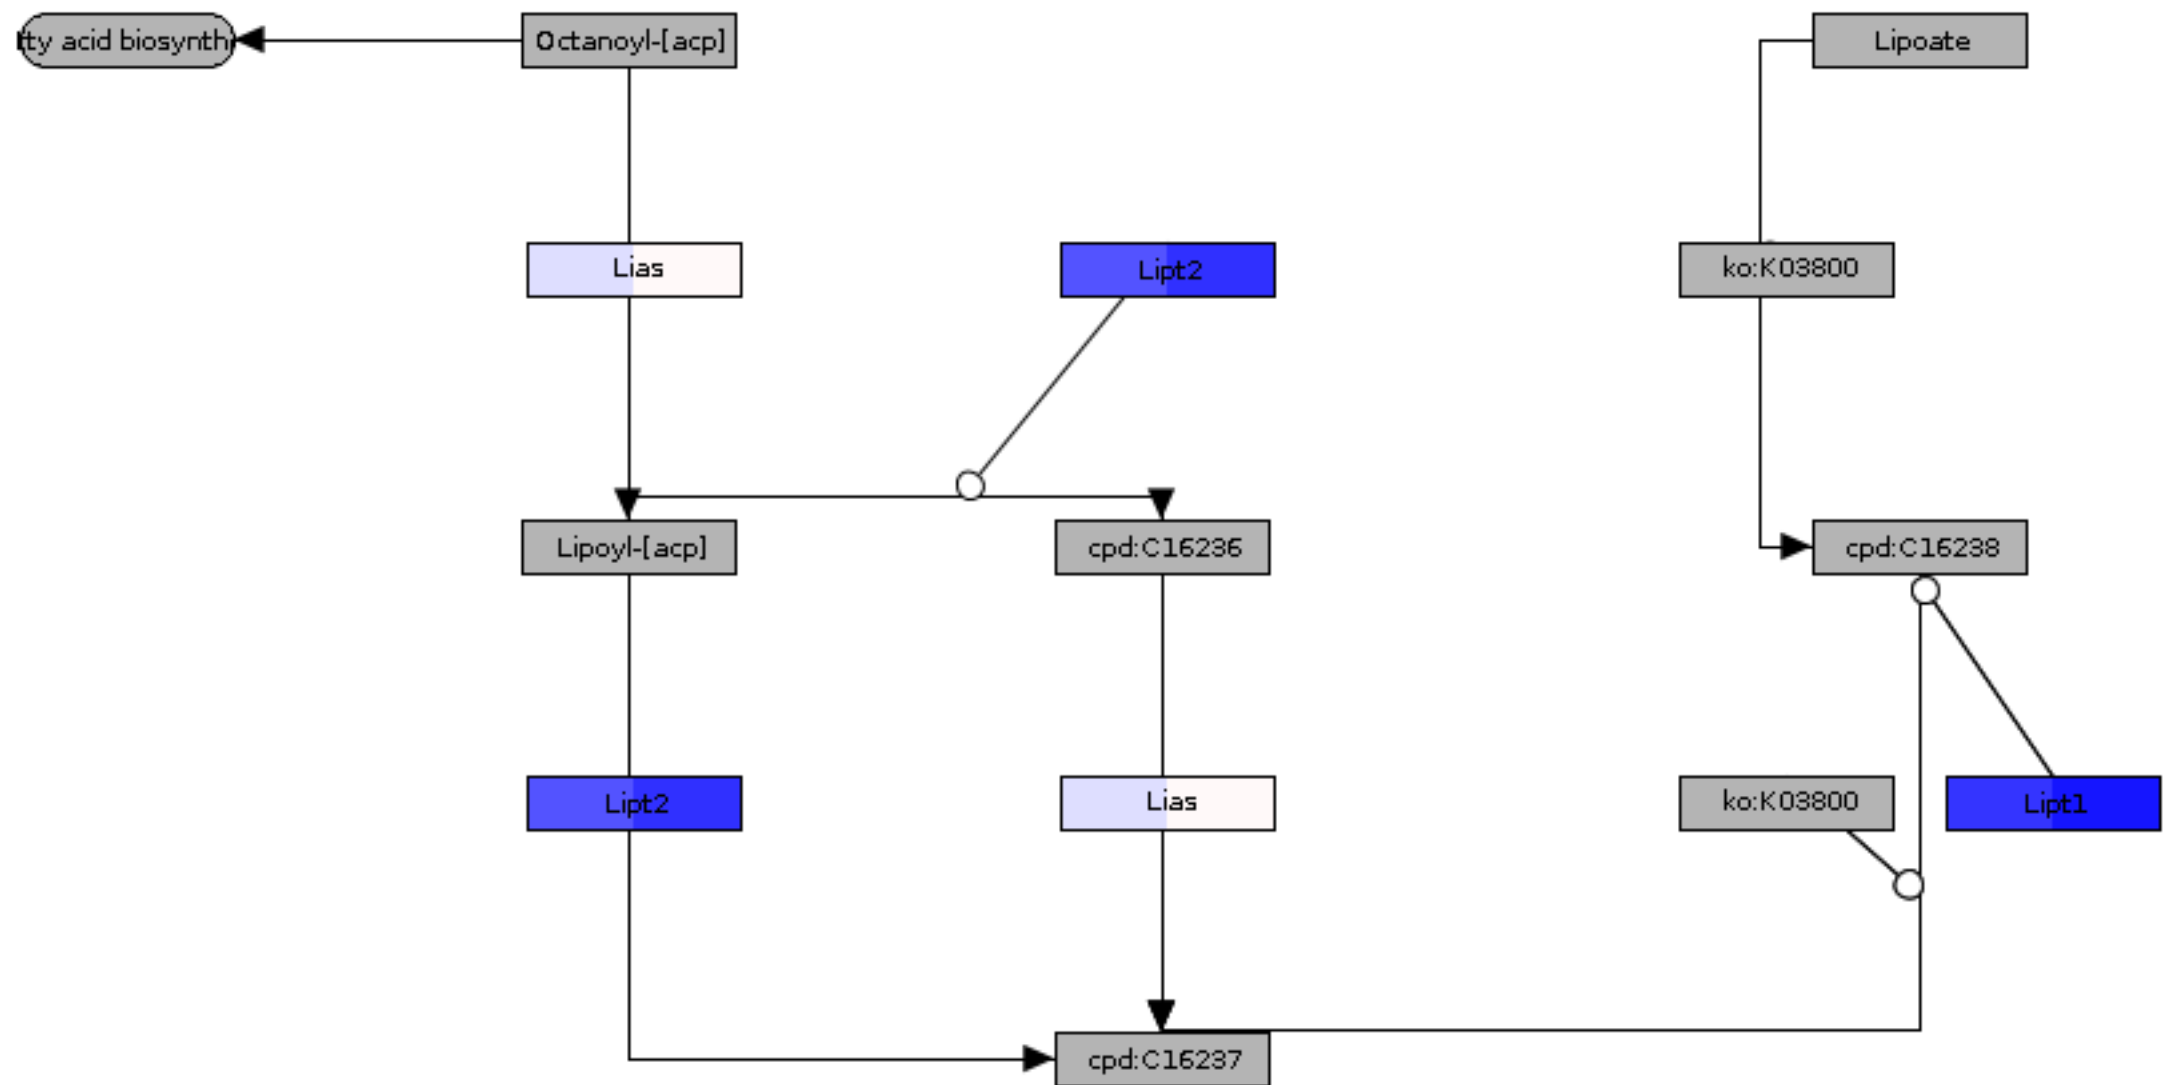 tty acid biosynth
Octanoyl-[acp]
Lipoate
Lias
Lipt2
ko:K03800
Lipoyl-[acp]
cpd:C16236
cpd:C16238
Lipt2
Lias
ko:K03800
Lipt1
cpd:C16237